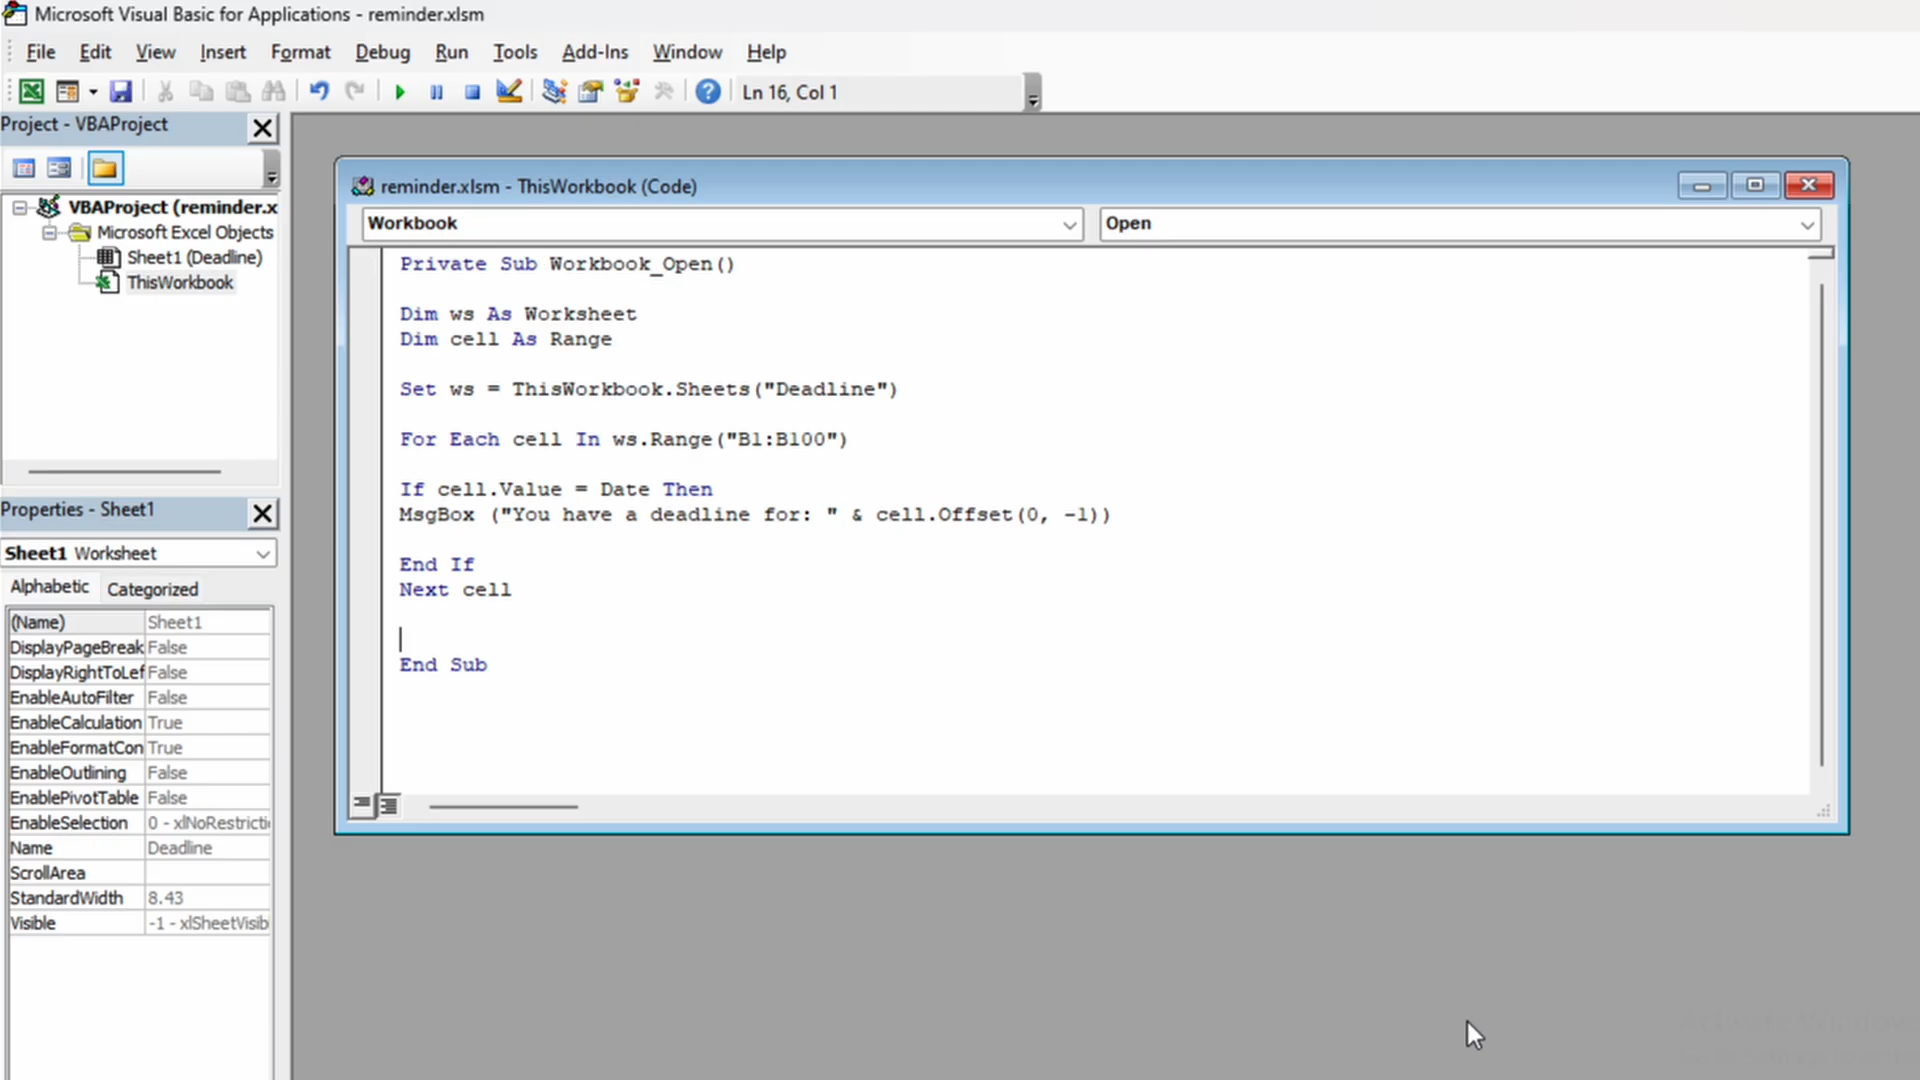 Microsoft Visual Basic for Applications - reminder.xlsm
File Edit View Insert Format Debug Run Tools Add-Ins Window Help
Ln 16, Col 1
Project - VBAProject
VBAProject (reminder.x
Microsoft Excel Objects
Sheet1 (Deadline)
ThisWorkbook
Properties - Sheet1
Sheet1 Worksheet
Alphabetic Categorized
(Name) Sheet1
DisplayPageBreak False
DisplayRightToLef False
EnableAutoFilter False
EnableCalculation True
EnableFormatCon True
EnableOutlining False
EnablePivotTable False
EnableSelection 0 - xlNoRestricti
Name Deadline
ScrollArea
StandardWidth 8.43
Visible -1 - xlSheetVisib
reminder.xlsm - ThisWorkbook (Code)
Workbook Open
Private Sub Workbook_Open()
Dim ws As Worksheet
Dim cell As Range
Set ws = ThisWorkbook.Sheets("Deadline")
For Each cell In ws.Range("B1:B100")
If cell.Value = Date Then
MsgBox ("You have a deadline for: " & cell.Offset(0, -1))
End If
Next cell
End Sub